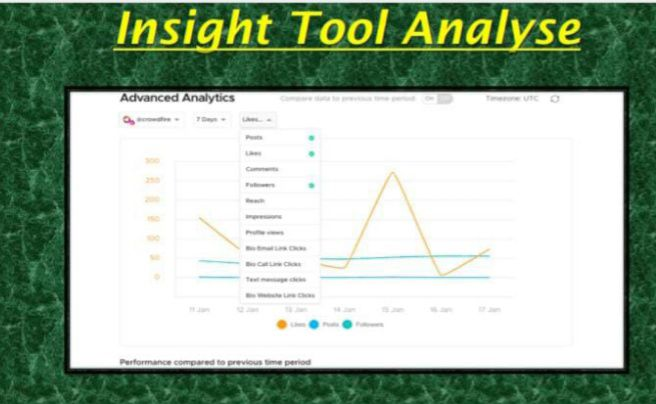 Insight Tool Analyse
Advanced Analytics
Compare data to previous time period: On
Timezone: UTC
@crowdfire
7 Days
Likes...
Posts
Likes
Comments
Followers
Reach
Impressions
Profile views
Bio Email Link Clicks
Bio Call Link Clicks
Text message clicks
Bio Website Link Clicks
300
250
200
150
100
50
0
11 Jan 12 Jan 13 Jan 14 Jan 15 Jan 16 Jan 17 Jan
Likes Posts Followers
Performance compared to previous time period